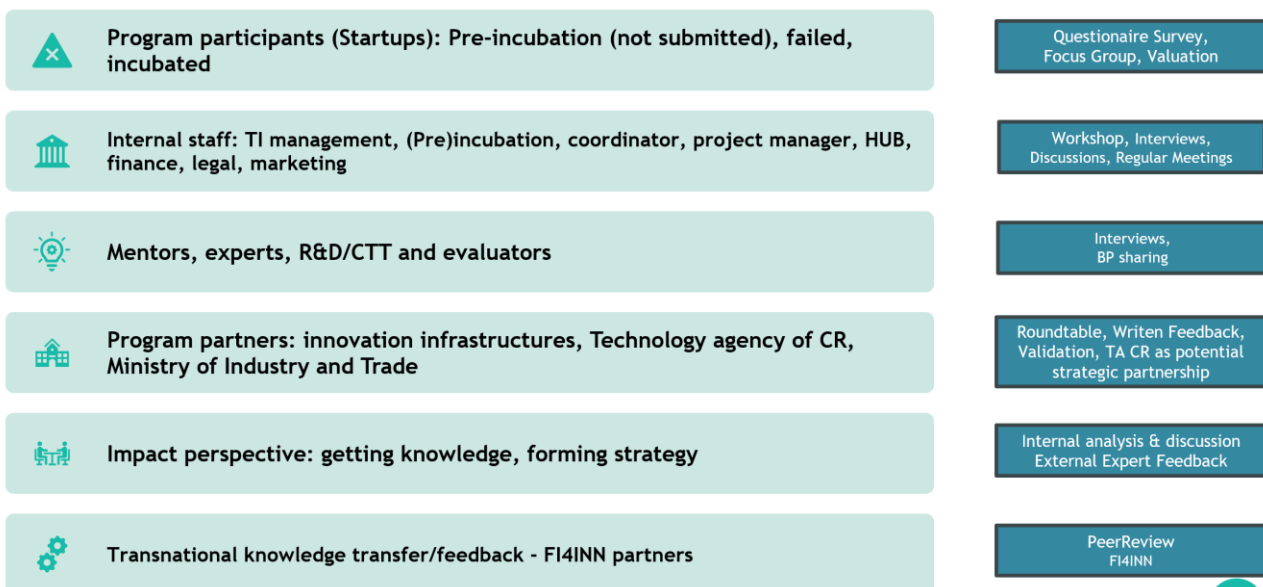 Program participants (Startups): Pre-incubation (not submitted), failed,
incubated
Questionaire Survey,
Focus Group, Valuation
Internal staff: TI management, (Pre)incubation, coordinator, project manager, HUB,
finance, legal, marketing
Workshop, Interviews,
Discussions, Regular Meetings
Mentors, experts, R&D/CTT and evaluators
Interviews,
BP sharing
Program partners: innovation infrastructures, Technology agency of CR,
Ministry of Industry and Trade
Roundtable, Writen Feedback,
Validation, TA CR as potential
strategic partnership
Impact perspective: getting knowledge, forming strategy
Internal analysis & discussion
External Expert Feedback
Transnational knowledge transfer/feedback - FI4INN partners
PeerReview
FI4INN